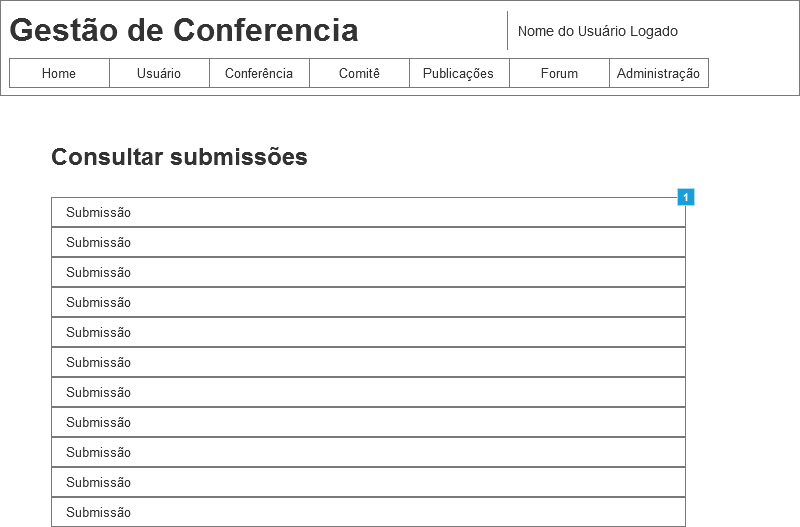 Gestão de Conferencia
Nome do Usuário Logado
Home Usuário Conferência Comitê Publicações Forum Administração
Consultar submissões
1
Submissão
Submissão
Submissão
Submissão
Submissão
Submissão
Submissão
Submissão
Submissão
Submissão
Submissão